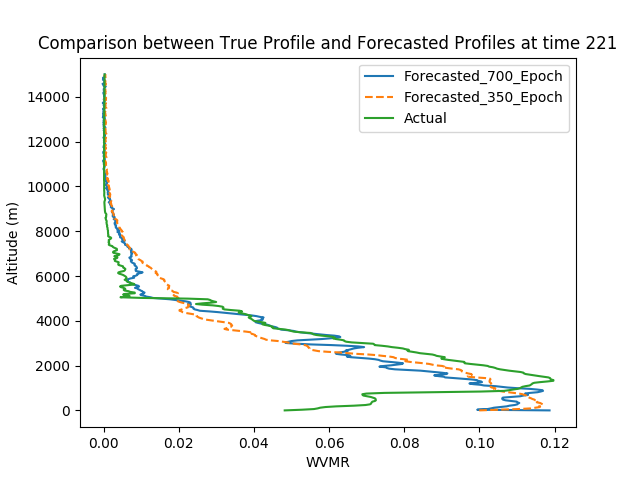 Comparison between True Profile and Forecasted Profiles at time 221
Forecasted_700_Epoch
Forecasted_350_Epoch
Actual
14000
12000
10000
8000
6000
4000
2000
0
Altitude (m)
0.00 0.02 0.04 0.06 0.08 0.10 0.12
WVMR